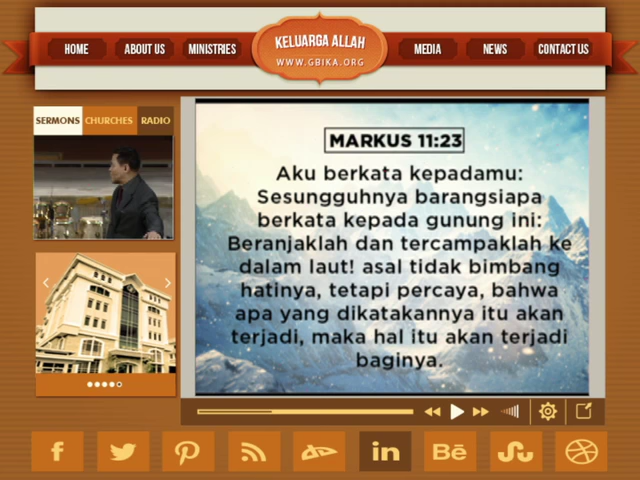 HOME
ABOUT US
MINISTRIES
KELUARGA ALLAH
WWW.GBIKA.ORG
MEDIA
NEWS
CONTACT US
SERMONS
CHURCHES
RADIO
MARKUS 11:23
Aku berkata kepadamu:
Sesungguhnya barangsiapa
berkata kepada gunung ini:
Beranjaklah dan tercampaklah ke
dalam laut! asal tidak bimbang
hatinya, tetapi percaya, bahwa
apa yang dikatakannya itu akan
terjadi, maka hal itu akan terjadi
baginya.
f
in
Bē